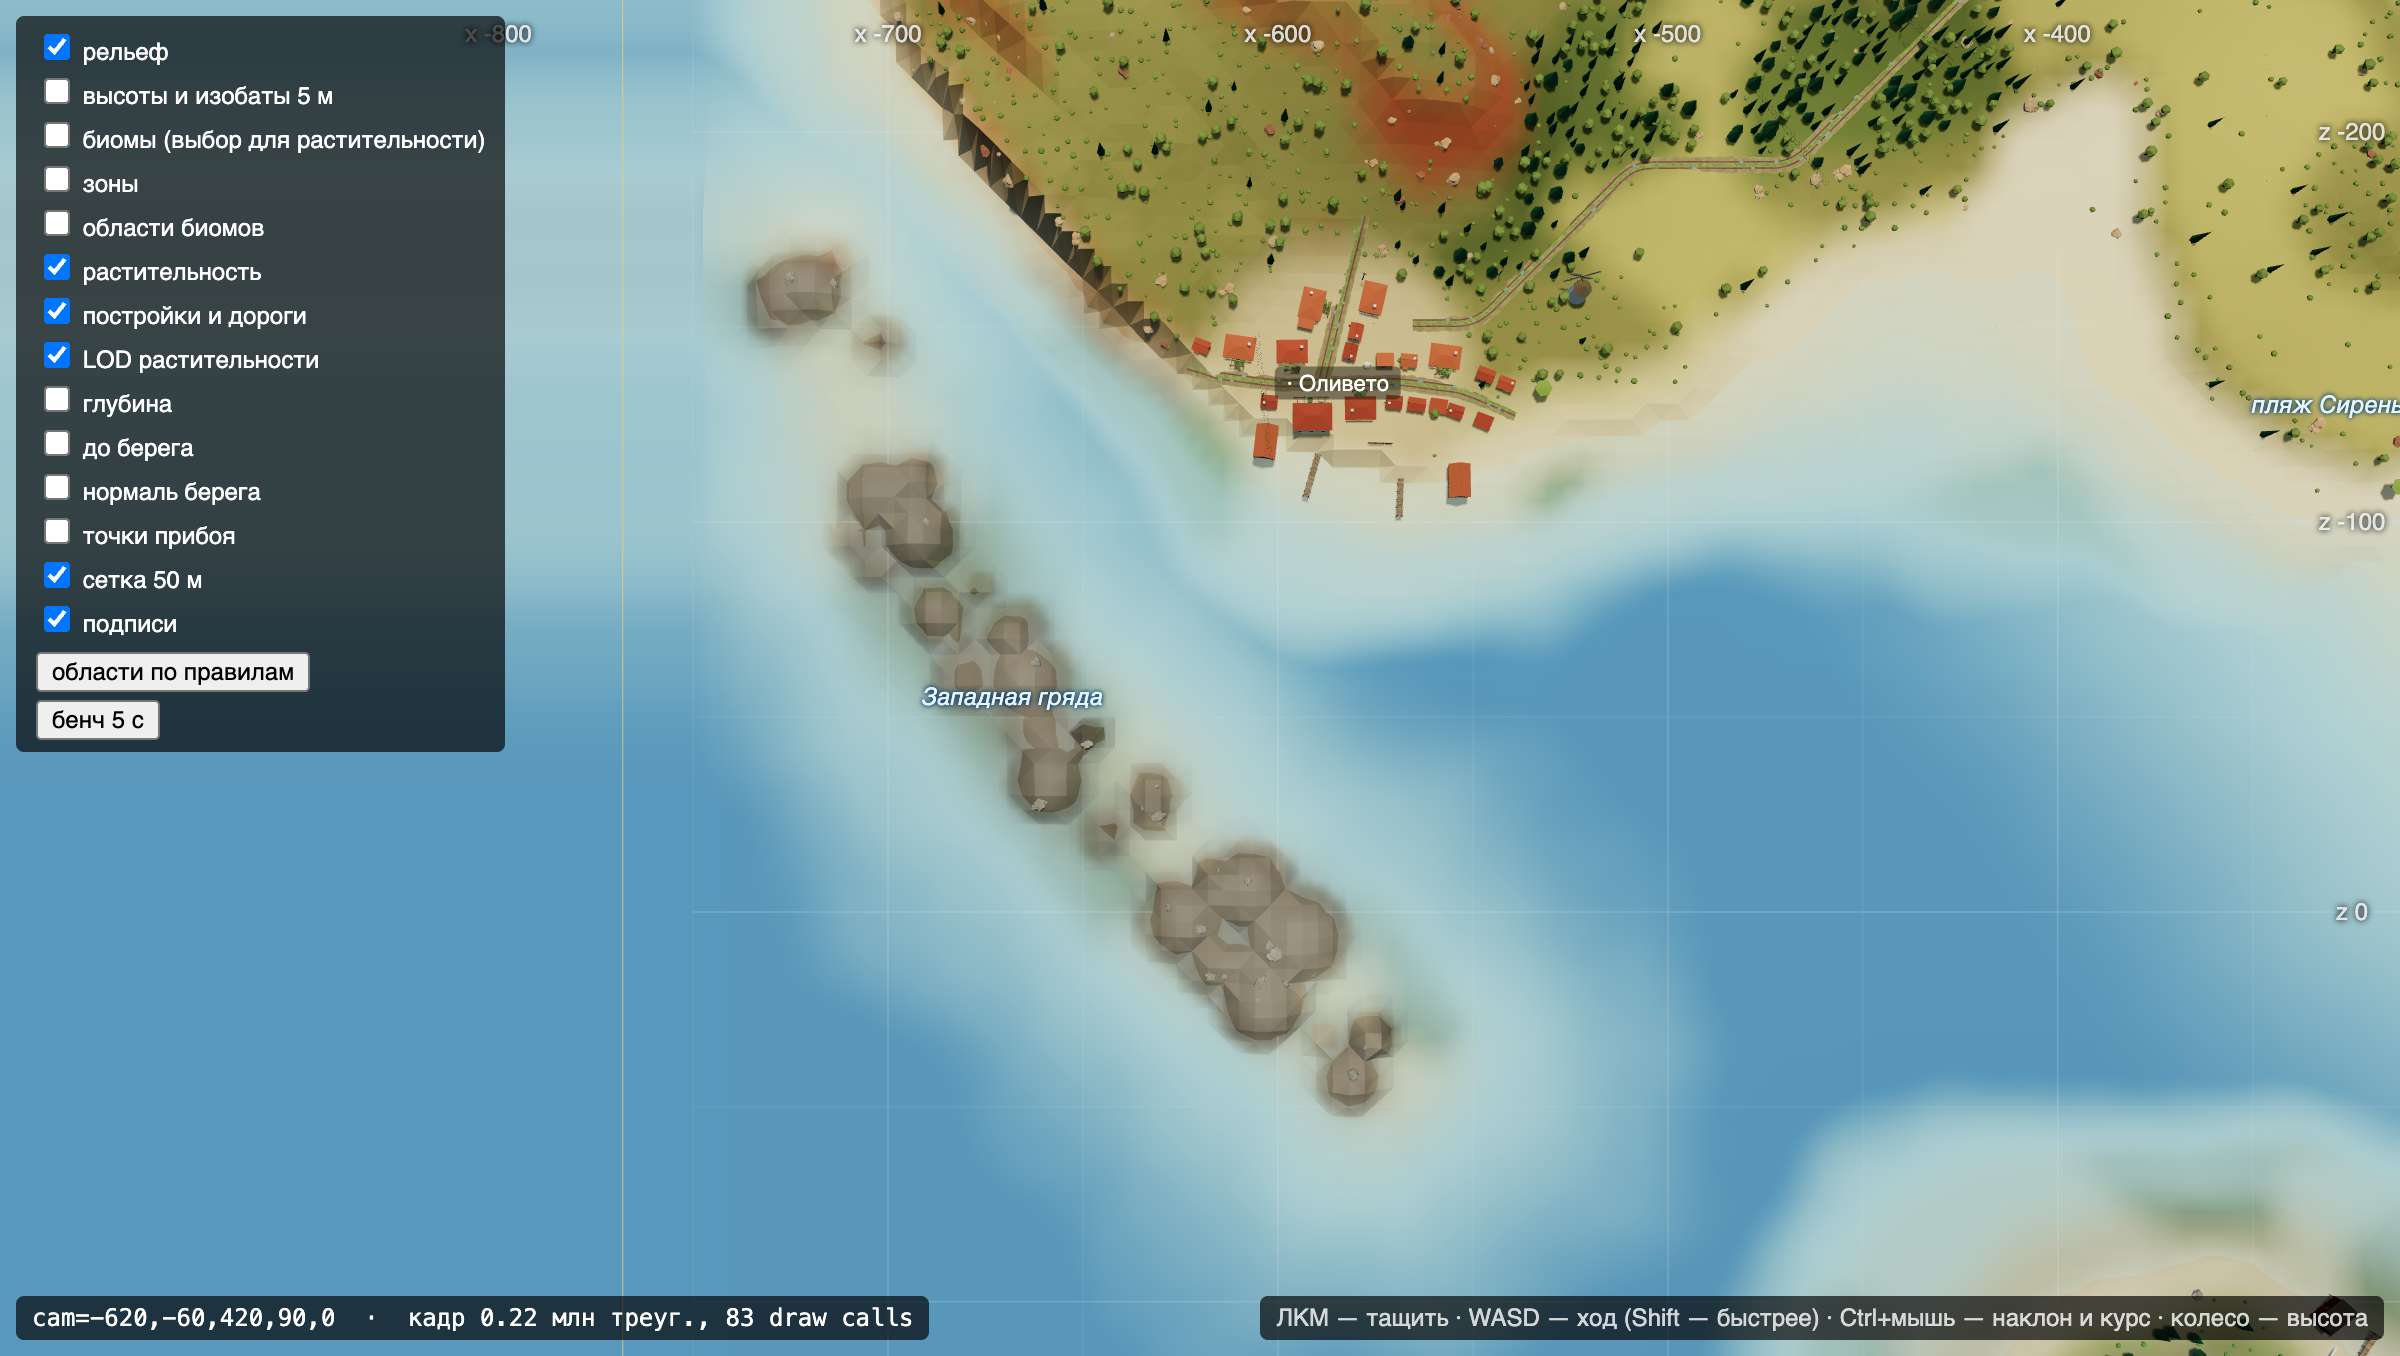 рельеф
высоты и изобаты 5 м
биомы (выбор для растительности)
зоны
области биомов
растительность
постройки и дороги
LOD растительности
глубина
до берега
нормаль берега
точки прибоя
сетка 50 м
подписи
области по правилам
бенч 5 с
x -800
x -700
x -600
x -500
x -400
z -200
· Оливето
пляж Сирень
z -100
Западная гряда
z 0
cam=−620,−60,420,90,0 · кадр 0.22 млн треуг., 83 draw calls
ЛКМ — тащить · WASD — ход (Shift — быстрее) · Ctrl+мышь — наклон и курс · колесо — высота